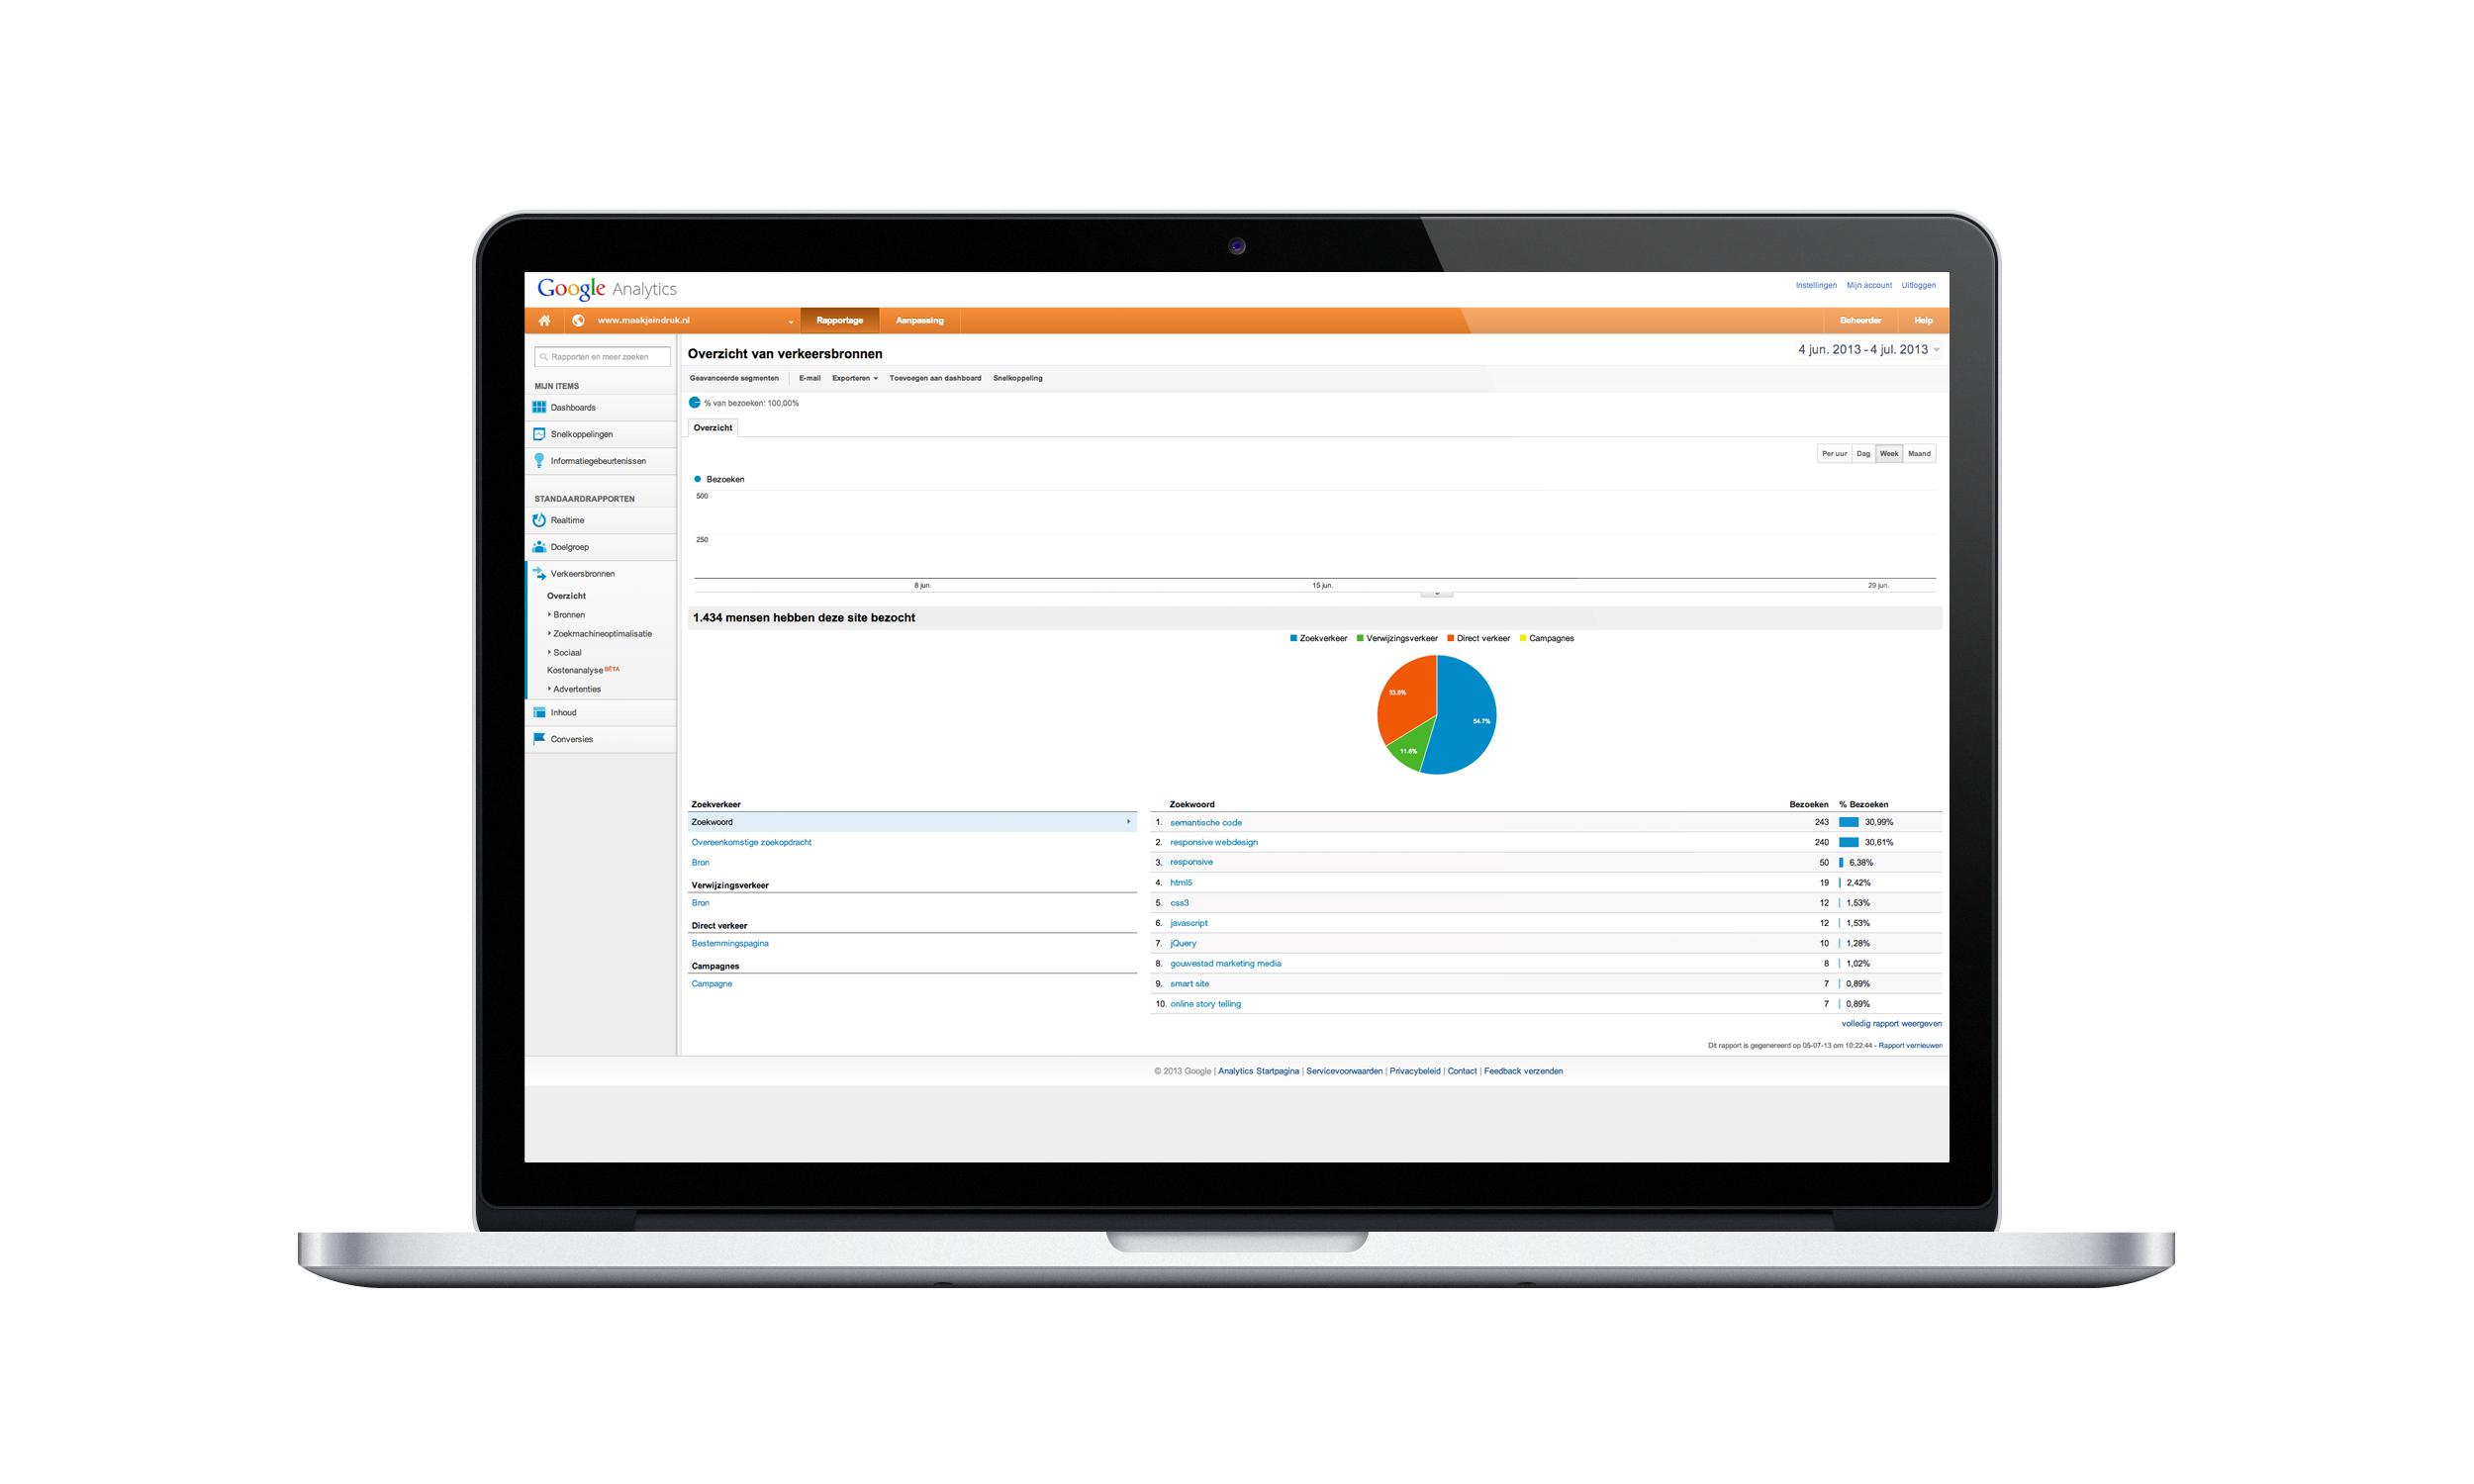 Google Analytics
Instellingen Mijn account Uitloggen
www.maakjeindruk.nl Rapportage Aanpassing Beheerder Help
Rapporten en meer zoeken
MIJN ITEMS
Dashboards
Snelkoppelingen
Informatiegebeurtenissen
STANDAARDRAPPORTEN
Realtime
Doelgroep
Verkeersbronnen
Overzicht
Bronnen
Zoekmachineoptimalisatie
Sociaal
Kostenanalyse BÈTA
Advertenties
Inhoud
Conversies
Overzicht van verkeersbronnen
4 jun. 2013 - 4 jul. 2013
Geavanceerde segmenten E-mail Exporteren Toevoegen aan dashboard Snelkoppeling
% van bezoeken: 100,00%
Overzicht
Per uur Dag Week Maand
Bezoeken
500
250
8 jun. 15 jun. 29 jun.
1.434 mensen hebben deze site bezocht
Zoekverkeer Verwijzingsverkeer Direct verkeer Campagnes
33.8%
54.7%
11.6%
Zoekverkeer
Zoekwoord
Overeenkomstige zoekopdracht
Bron
Verwijzingsverkeer
Bron
Direct verkeer
Bestemmingspagina
Campagnes
Campagne
Zoekwoord Bezoeken % Bezoeken
1. semantische code 243 30,99%
2. responsive webdesign 240 30,61%
3. responsive 50 6,38%
4. html5 19 2,42%
5. css3 12 1,53%
6. javascript 12 1,53%
7. jQuery 10 1,28%
8. gouwestad marketing media 8 1,02%
9. smart site 7 0,89%
10. online story telling 7 0,89%
volledig rapport weergeven
Dit rapport is gegenereerd op 05-07-13 om 10:22:44 - Rapport vernieuwen
© 2013 Google | Analytics Startpagina | Servicevoorwaarden | Privacybeleid | Contact | Feedback verzenden